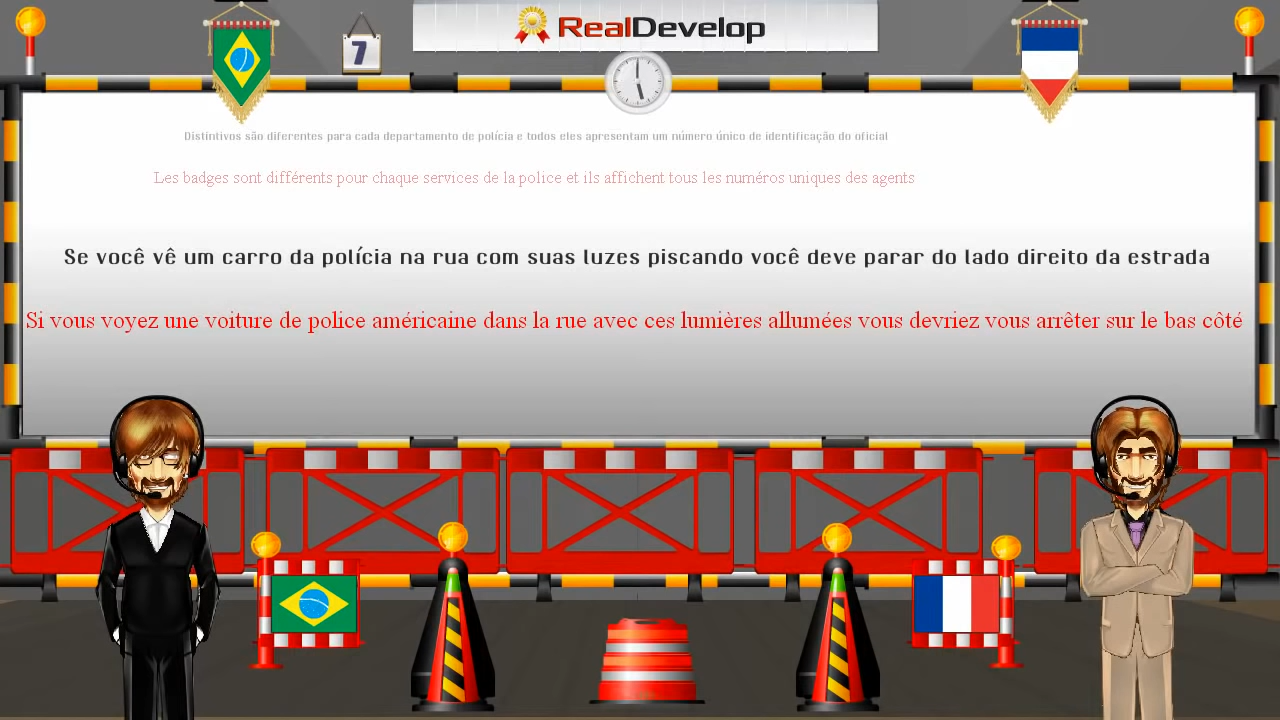 RealDevelop
7
Distintivos são diferentes para cada departamento de polícia e todos eles apresentam um número único de identificação do oficial
Les badges sont différents pour chaque services de la police et ils affichent tous les numéros uniques des agents
Se você vê um carro da polícia na rua com suas luzes piscando você deve parar do lado direito da estrada
Si vous voyez une voiture de police américaine dans la rue avec ces lumières allumées vous devriez vous arrêter sur le bas côté